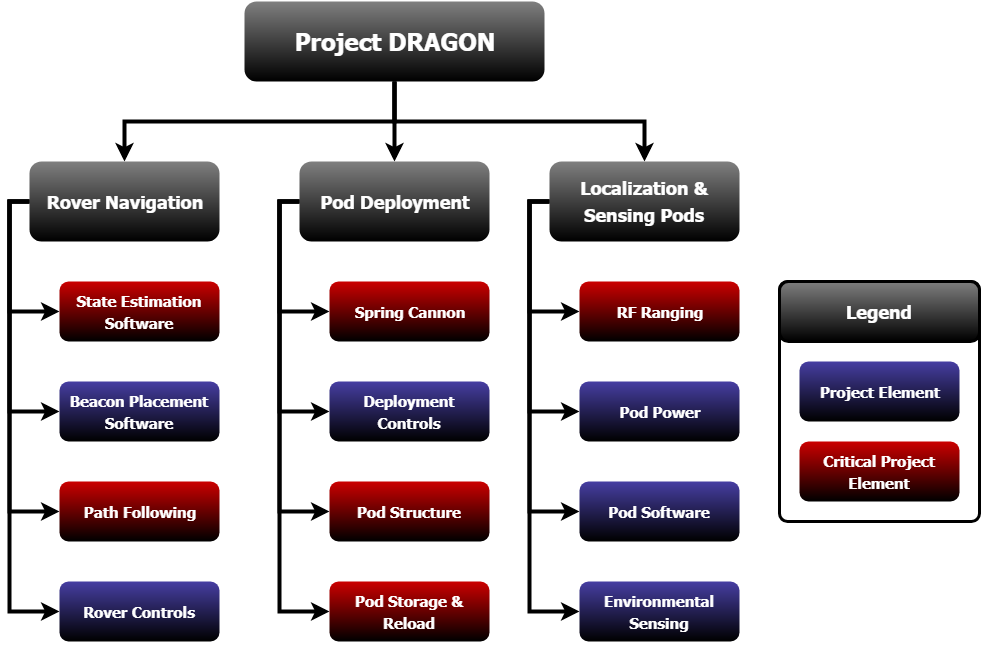 Project DRAGON
Rover Navigation
Pod Deployment
Localization &
Sensing Pods
State Estimation
Software
Spring Cannon
RF Ranging
Beacon Placement
Software
Deployment
Controls
Pod Power
Path Following
Pod Structure
Pod Software
Rover Controls
Pod Storage &
Reload
Environmental
Sensing
Legend
Project Element
Critical Project
Element